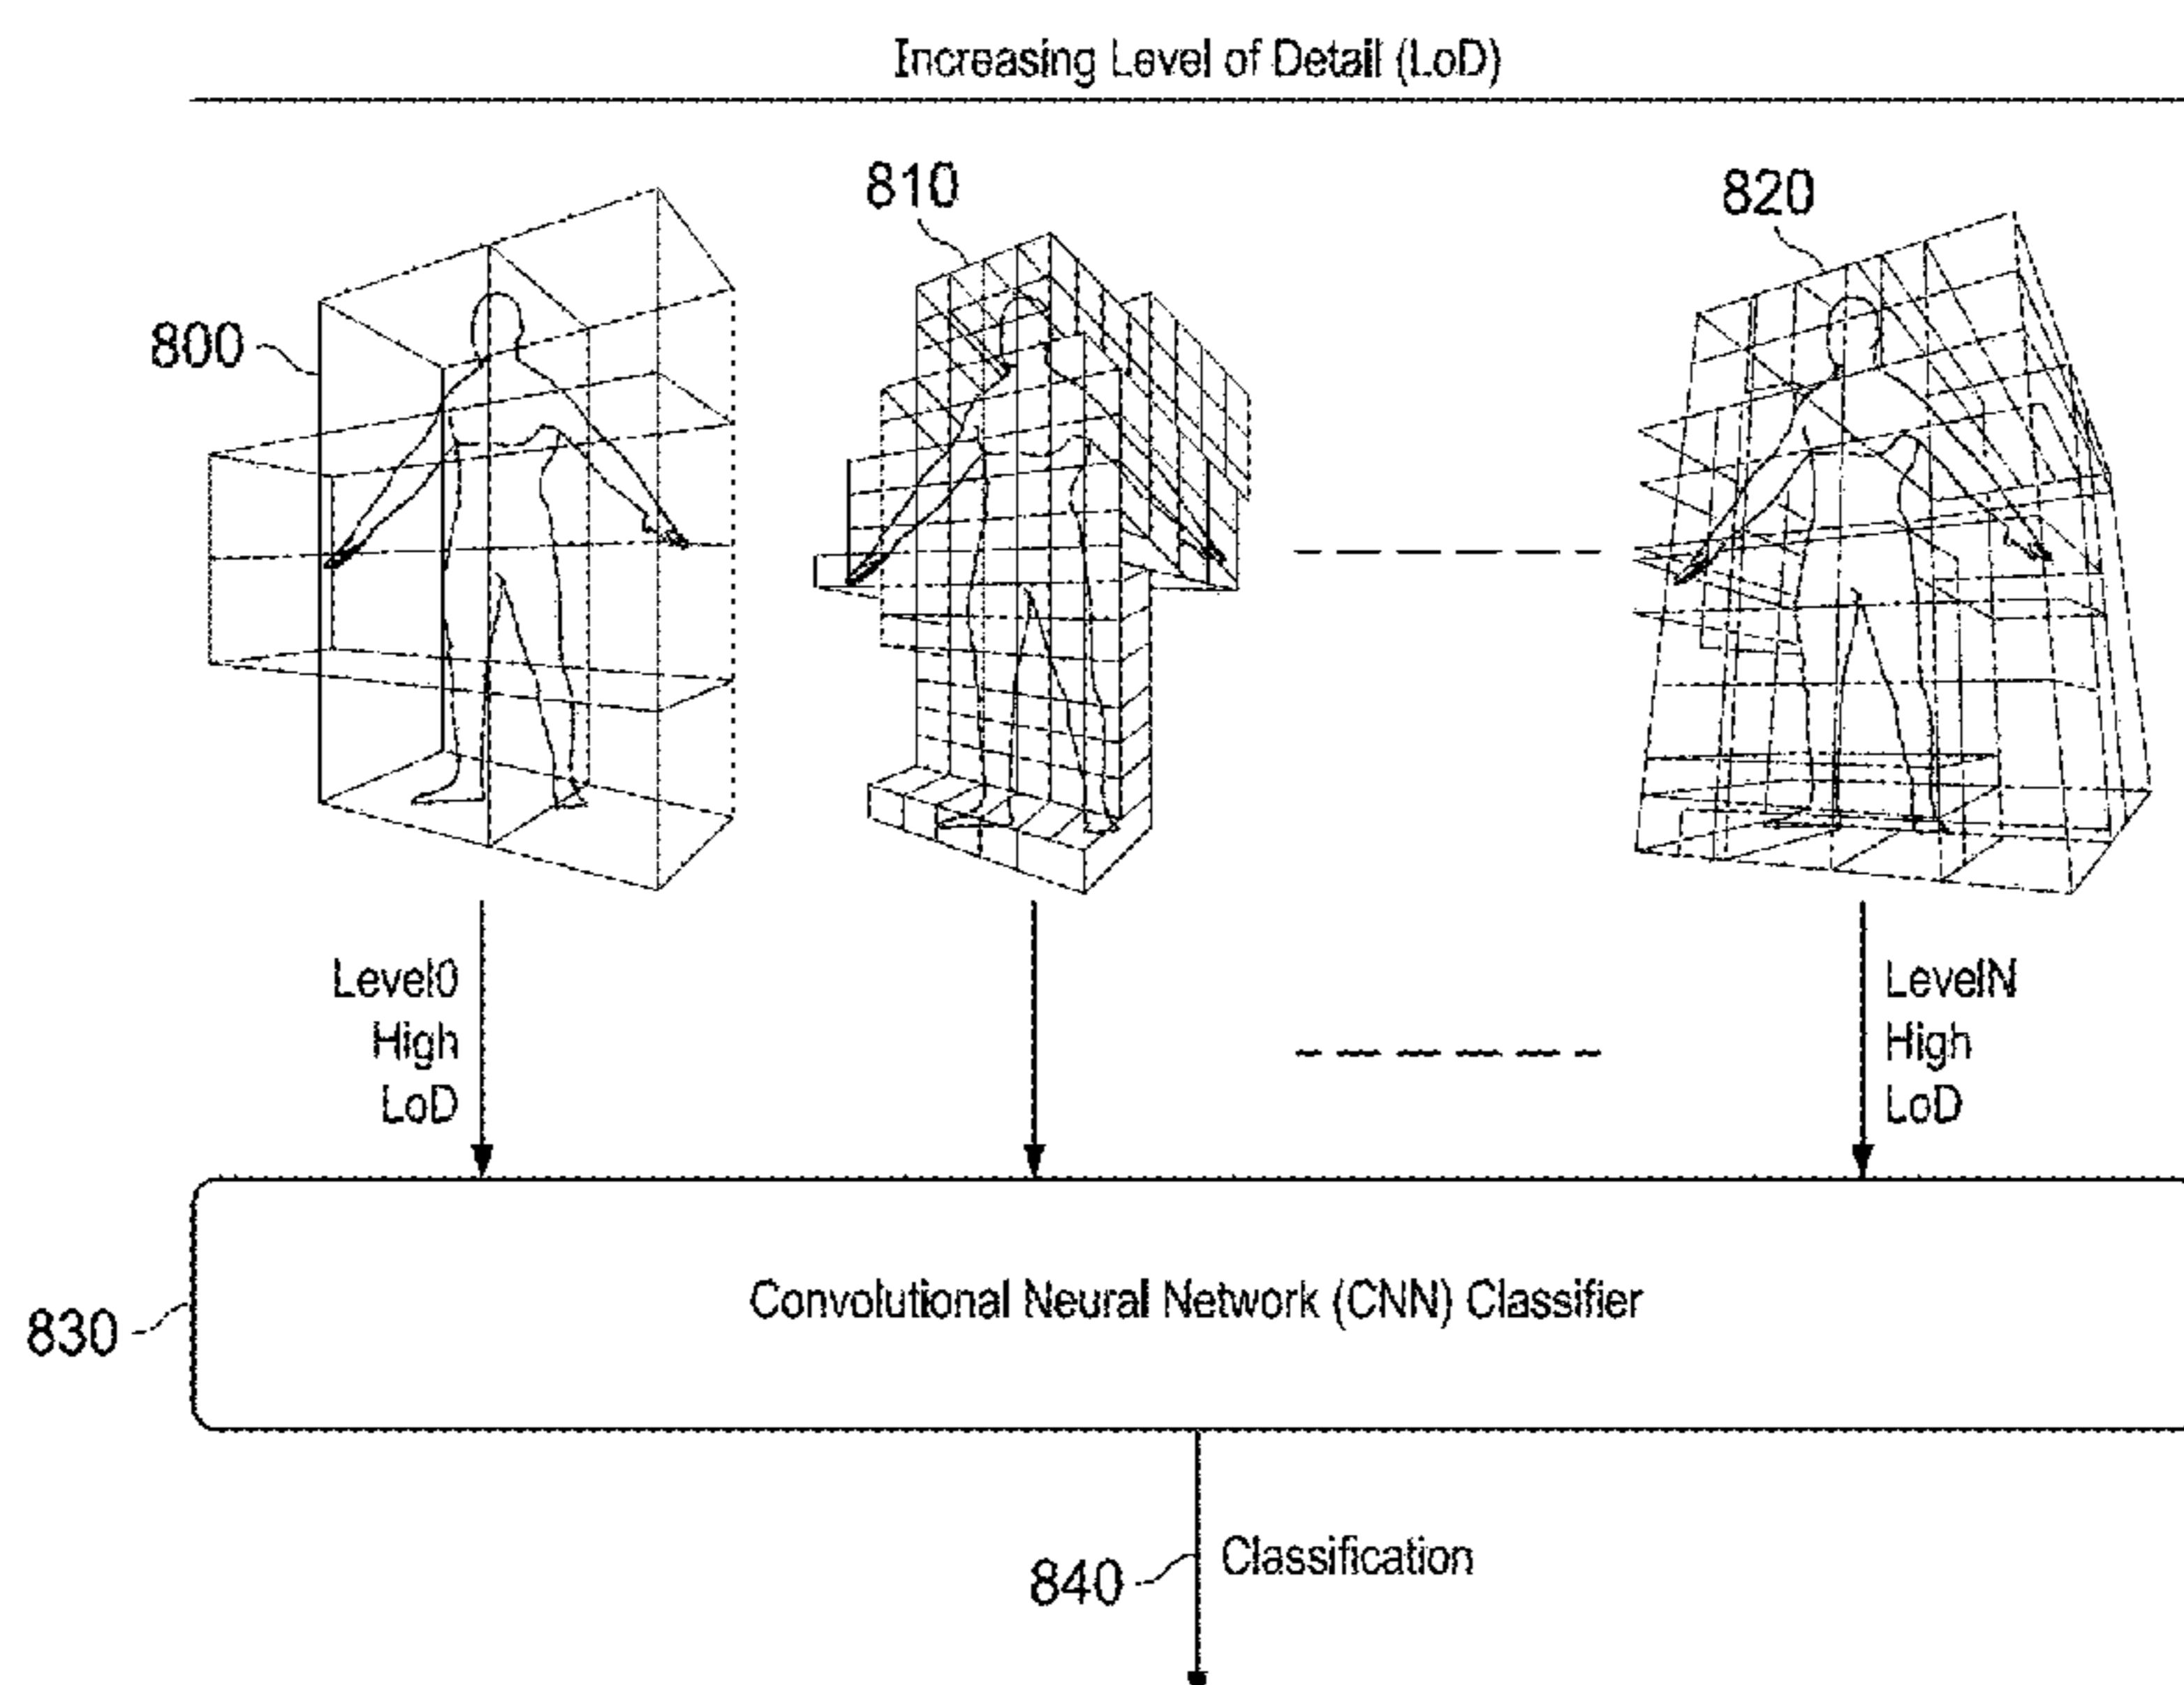 Increasing Level of Detail (LoD)
810
820
800
Level0
High
LoD
LevelN
High
LoD
Convolutional Neural Network (CNN) Classifier
830
Classification
840